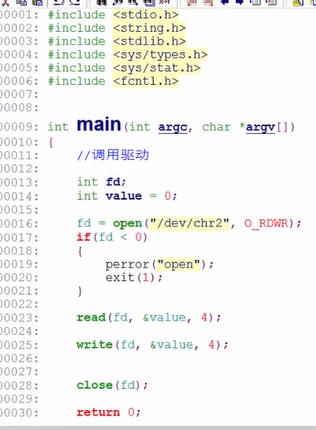 00001: #include <stdio.h>
00002: #include <string.h>
00003: #include <stdlib.h>
00004: #include <sys/types.h>
00005: #include <sys/stat.h>
00006: #include <fcntl.h>
00007:
00008:
00009: int main(int argc, char *argv[])
00010: {
00011:     //调用驱动
00012:
00013:     int fd;
00014:     int value = 0;
00015:
00016:     fd = open("/dev/chr2", O_RDWR);
00017:     if(fd < 0)
00018:     {
00019:         perror("open");
00020:         exit(1);
00021:     }
00022:
00023:     read(fd, &value, 4);
00024:
00025:     write(fd, &value, 4);
00026:
00027:
00028:     close(fd);
00029:
00030:     return 0;